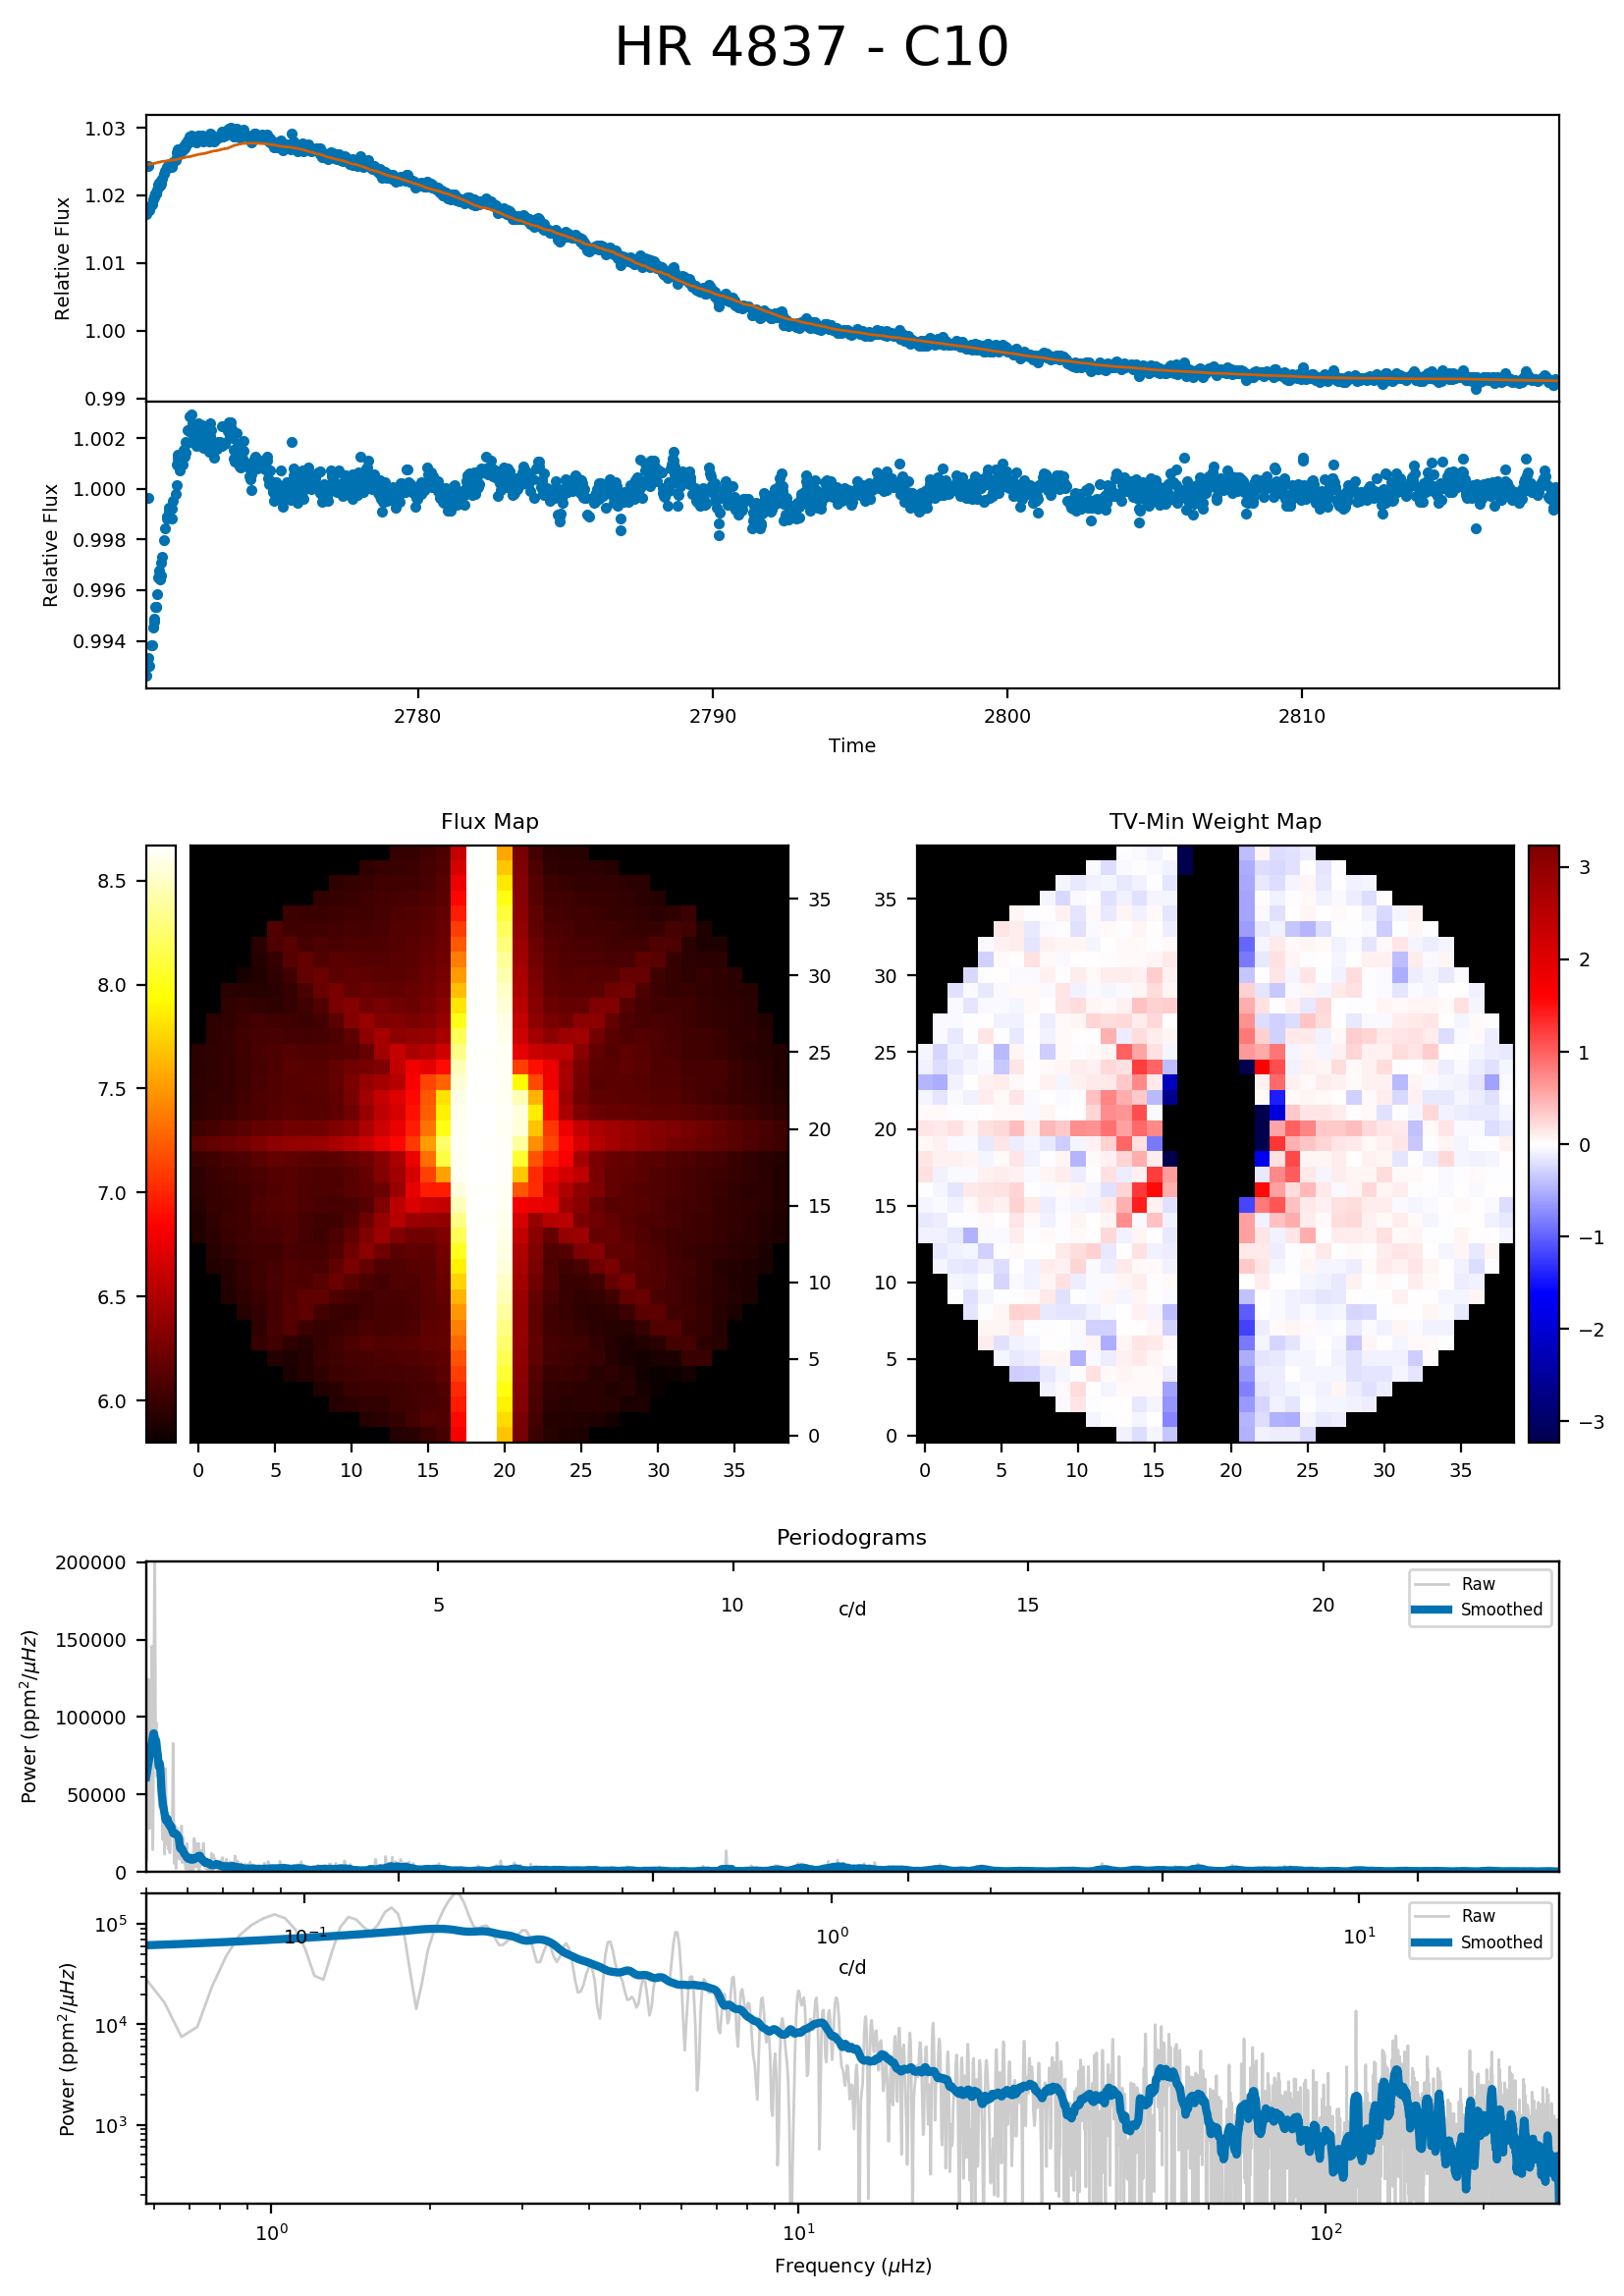 HR 4837 - C10
1.03
1.02
1.01
1.00
0.99
Relative Flux
1.002
1.000
0.998
0.996
0.994
Relative Flux
2780 2790 2800 2810
Time
Flux Map
8.5
8.0
7.5
7.0
6.5
6.0
35
30
25
20
15
10
5
0
0 5 10 15 20 25 30 35
TV-Min Weight Map
35
30
25
20
15
10
5
0
0 5 10 15 20 25 30 35
3
2
1
0
−1
−2
−3
Periodograms
200000
150000
100000
50000
0
Power (ppm²/μHz)
5 10 15 20
c/d
Raw
Smoothed
10⁵
10⁴
10³
Power (ppm²/μHz)
10⁻¹ 10⁰ 10¹
c/d
Raw
Smoothed
10⁰ 10¹ 10²
Frequency (μHz)